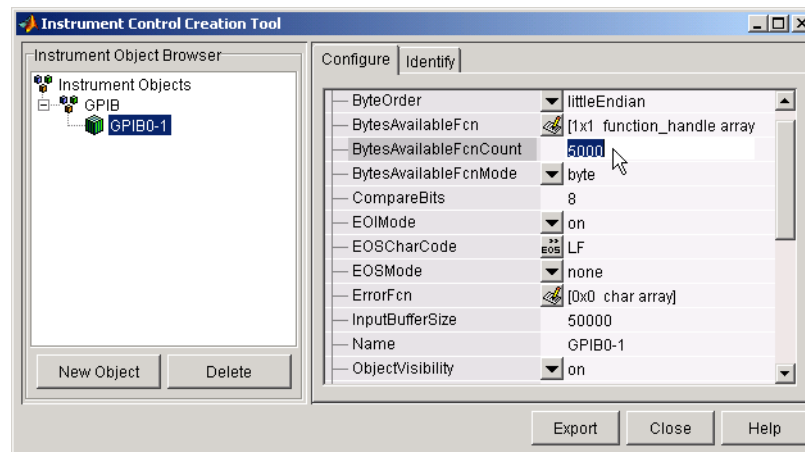 Instrument Control Creation Tool
Instrument Object Browser
Instrument Objects
GPIB
GPIB0-1
New Object
Delete
Configure
Identify
ByteOrder littleEndian
BytesAvailableFcn [1x1 function_handle array
BytesAvailableFcnCount 5000
BytesAvailableFcnMode byte
CompareBits 8
EOIMode on
EOSCharCode EOS LF
EOSMode none
ErrorFcn [0x0 char array]
InputBufferSize 50000
Name GPIB0-1
ObjectVisibility on
Export
Close
Help